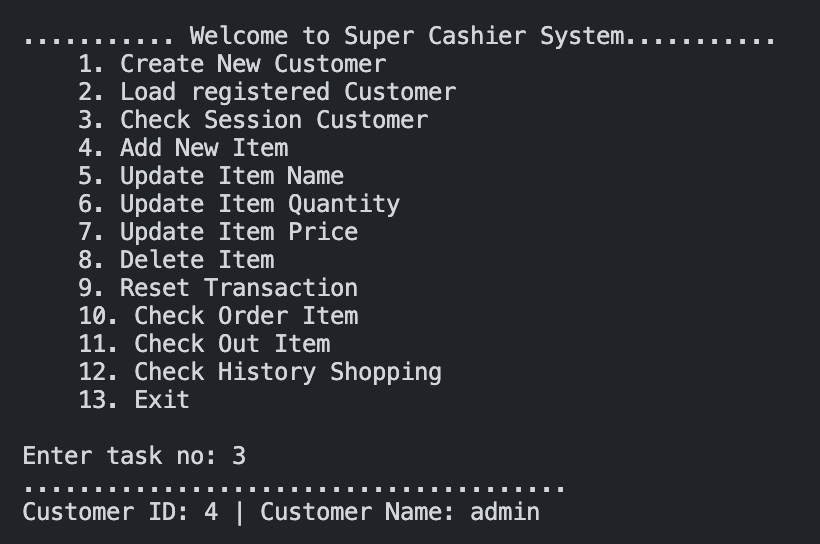 ........... Welcome to Super Cashier System...........
1. Create New Customer
2. Load registered Customer
3. Check Session Customer
4. Add New Item
5. Update Item Name
6. Update Item Quantity
7. Update Item Price
8. Delete Item
9. Reset Transaction
10. Check Order Item
11. Check Out Item
12. Check History Shopping
13. Exit
Enter task no: 3
.......................................
Customer ID: 4 | Customer Name: admin